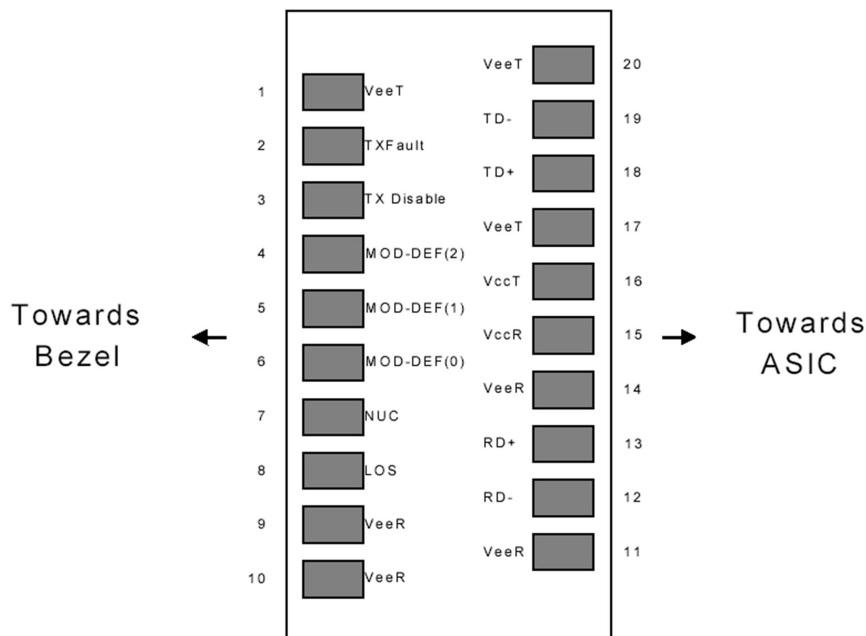 VeeT 20
1 VeeT
TD- 19
2 TXFault
TD+ 18
3 TX Disable
VeeT 17
4 MOD-DEF(2)
VccT 16
5 MOD-DEF(1)
Towards
Bezel
VccR 15
Towards
ASIC
6 MOD-DEF(0)
VeeR 14
7 NUC
RD+ 13
8 LOS
RD- 12
9 VeeR
VeeR 11
10 VeeR